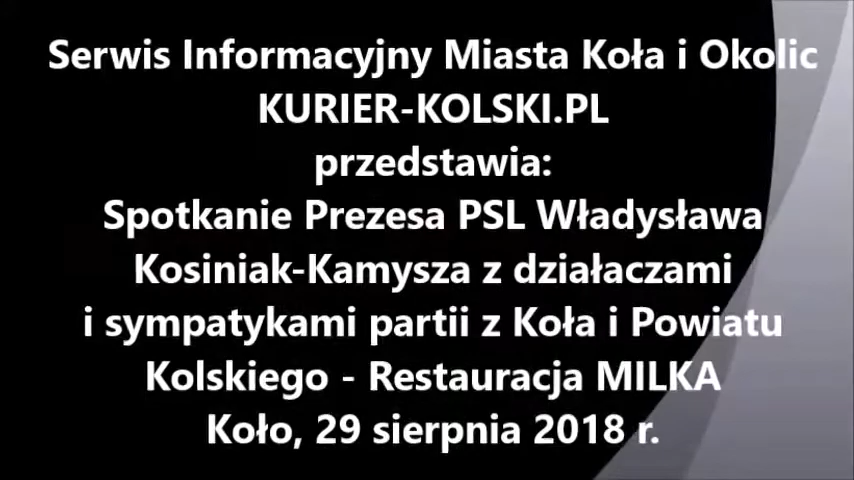 Serwis Informacyjny Miasta Koła i Okolic
KURIER-KOLSKI.PL
przedstawia:
Spotkanie Prezesa PSL Władysława
Kosiniak-Kamysza z działaczami
i sympatykami partii z Koła i Powiatu
Kolskiego - Restauracja MILKA
Koło, 29 sierpnia 2018 r.